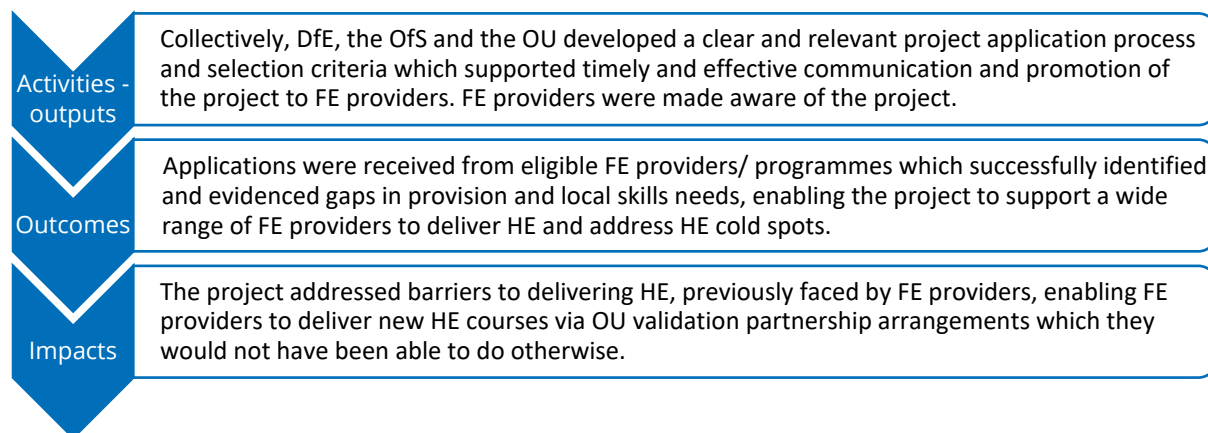 Activities -
outputs
Collectively, DfE, the OfS and the OU developed a clear and relevant project application process
and selection criteria which supported timely and effective communication and promotion of
the project to FE providers. FE providers were made aware of the project.
Outcomes
Applications were received from eligible FE providers/ programmes which successfully identified
and evidenced gaps in provision and local skills needs, enabling the project to support a wide
range of FE providers to deliver HE and address HE cold spots.
Impacts
The project addressed barriers to delivering HE, previously faced by FE providers, enabling FE
providers to deliver new HE courses via OU validation partnership arrangements which they
would not have been able to do otherwise.